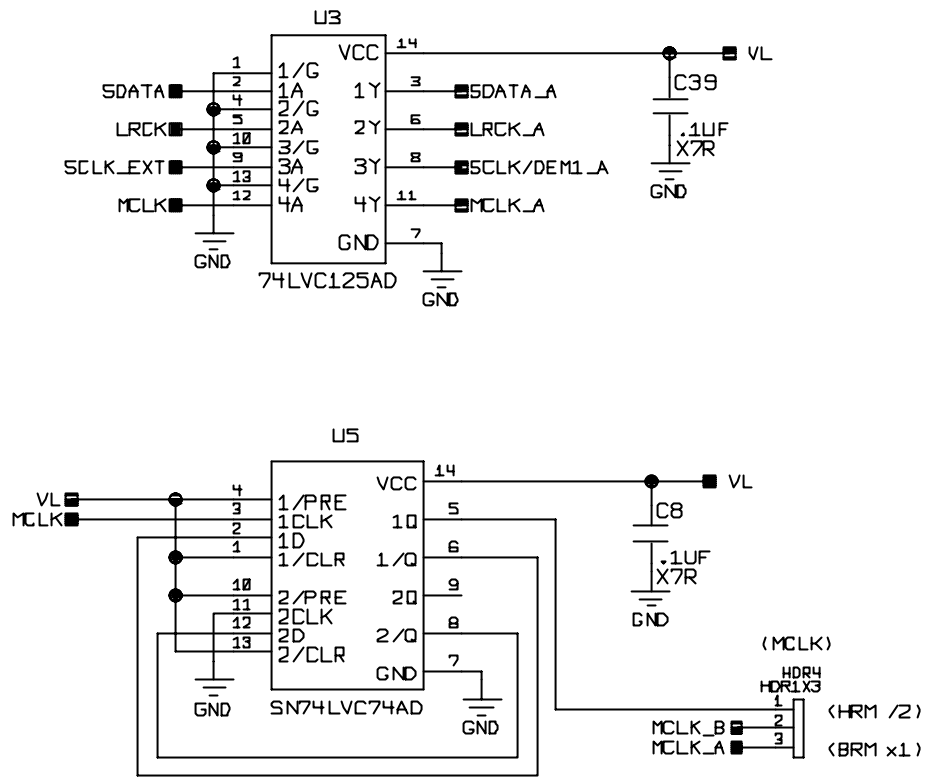 U3
VCC 14 VL
1 1/G
SDATA 2 1A 1Y 3 SDATA_A
4 2/G
LRCK 5 2A 2Y 6 LRCK_A
10 3/G
SCLK_EXT 9 3A 3Y 8 SCLK/DEM1_A
13 4/G
MCLK 12 4A 4Y 11 MCLK_A
C39
.1UF
X7R
GND
GND 7
GND
74LVC125AD
GND
U5
VCC 14 VL
VL 4 1/PRE
MCLK 3 1CLK 1Q 5
2 1D
1 1/CLR 1/Q 6
10 2/PRE 2Q 9
11 2CLK
12 2D 2/Q 8
13 2/CLR
GND 7
GND
SN74LVC74AD
GND
C8
.1UF
X7R
GND
(MCLK)
HDR4
HDR1X3
1 (HRM /2)
MCLK_B 2
MCLK_A 3 (BRM x1)